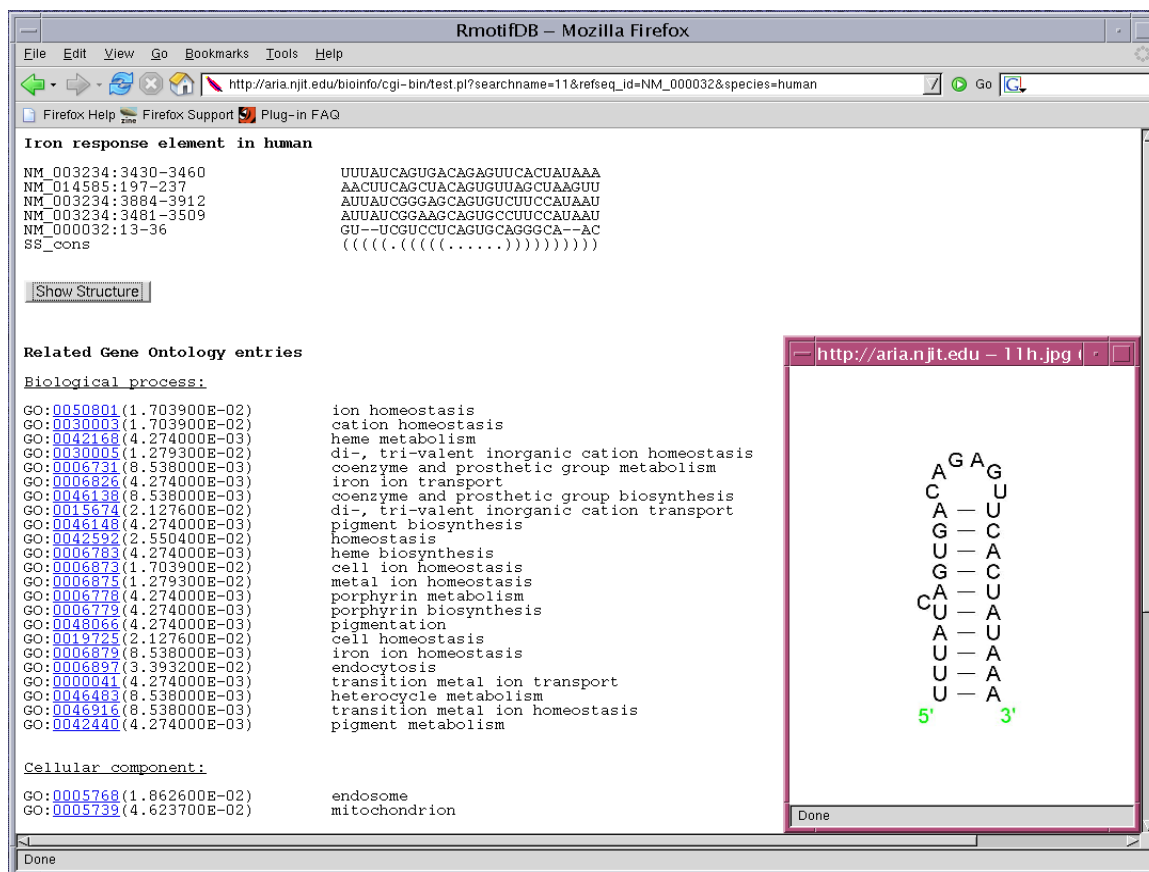 RmotifDB – Mozilla Firefox
File Edit View Go Bookmarks Tools Help
http://aria.njit.edu/bioinfo/cgi-bin/test.pl?searchname=11&refseq_id=NM_000032&species=human Go G
Firefox Help Firefox Support Plug-in FAQ
Iron response element in human
NM_003234:3430-3460 UUUAUCAGUGACAGAGUUCACUAUAAA
NM_014585:197-237 AACUUCAGCUACAGUGUUAGCUAAGUU
NM_003234:3884-3912 AUUAUCGGGAGCAGUGUCUUCCAUAAU
NM_003234:3481-3509 AUUAUCGGAAGCAGUGCCUUCCAUAAU
NM_000032:13-36 GU--UCGUCCUCAGUGCAGGGCA--AC
SS_cons (((((.(((((......))))))))))
Show Structure
Related Gene Ontology entries
Biological process:
GO:0050801(1.703900E-02) ion homeostasis
GO:0030003(1.703900E-02) cation homeostasis
GO:0042168(4.274000E-03) heme metabolism
GO:0030005(1.279300E-02) di-, tri-valent inorganic cation homeostasis
GO:0006731(8.538000E-03) coenzyme and prosthetic group metabolism
GO:0006826(4.274000E-03) iron ion transport
GO:0046138(8.538000E-03) coenzyme and prosthetic group biosynthesis
GO:0015674(2.127600E-02) di-, tri-valent inorganic cation transport
GO:0046148(4.274000E-03) pigment biosynthesis
GO:0042592(2.550400E-02) homeostasis
GO:0006783(4.274000E-03) heme biosynthesis
GO:0006873(1.703900E-02) cell ion homeostasis
GO:0006875(1.279300E-02) metal ion homeostasis
GO:0006778(4.274000E-03) porphyrin metabolism
GO:0006779(4.274000E-03) porphyrin biosynthesis
GO:0048066(4.274000E-03) pigmentation
GO:0019725(2.127600E-02) cell homeostasis
GO:0006879(8.538000E-03) iron ion homeostasis
GO:0006897(3.393200E-02) endocytosis
GO:0000041(4.274000E-03) transition metal ion transport
GO:0046483(8.538000E-03) heterocycle metabolism
GO:0046916(8.538000E-03) transition metal ion homeostasis
GO:0042440(4.274000E-03) pigment metabolism
Cellular component:
GO:0005768(1.862600E-02) endosome
GO:0005739(4.623700E-02) mitochondrion
Done
http://aria.njit.edu – 11h.jpg (
A G A G
C U
A — U
G — C
U — A
G — C
A — U
C
U — A
A — U
U — A
U — A
U — A
5' 3'
Done